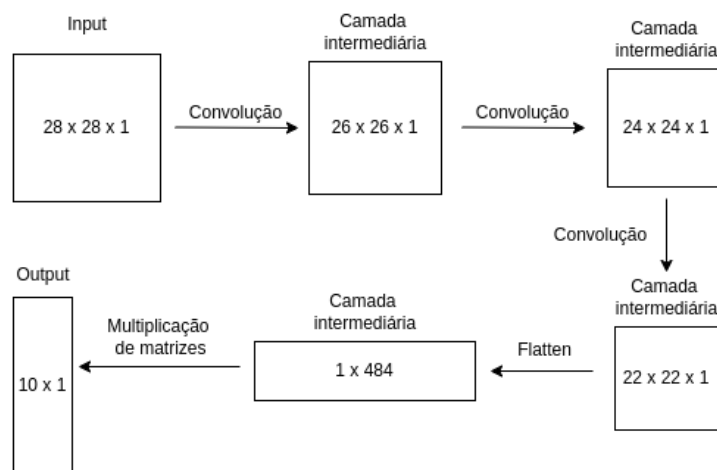 Input
28 x 28 x 1
Convolução
Camada
intermediária
26 x 26 x 1
Convolução
Camada
intermediária
24 x 24 x 1
Convolução
Camada
intermediária
22 x 22 x 1
Flatten
Camada
intermediária
1 x 484
Multiplicação
de matrizes
Output
10 x 1